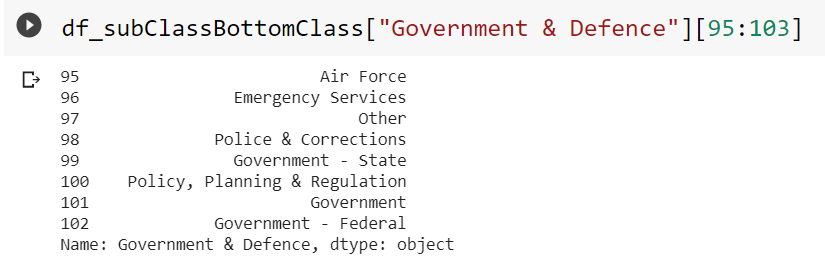 df_subClassBottomClass["Government & Defence"][95:103]
95 Air Force
96 Emergency Services
97 Other
98 Police & Corrections
99 Government - State
100 Policy, Planning & Regulation
101 Government
102 Government - Federal
Name: Government & Defence, dtype: object